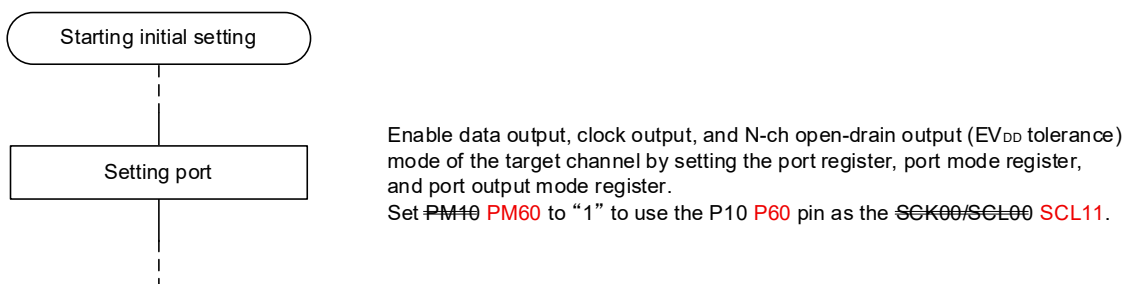 Starting initial setting
Setting port
Enable data output, clock output, and N-ch open-drain output (EVDD tolerance)
mode of the target channel by setting the port register, port mode register,
and port output mode register.
Set PM10 PM60 to “1” to use the P10 P60 pin as the SCK00/SCL00 SCL11.